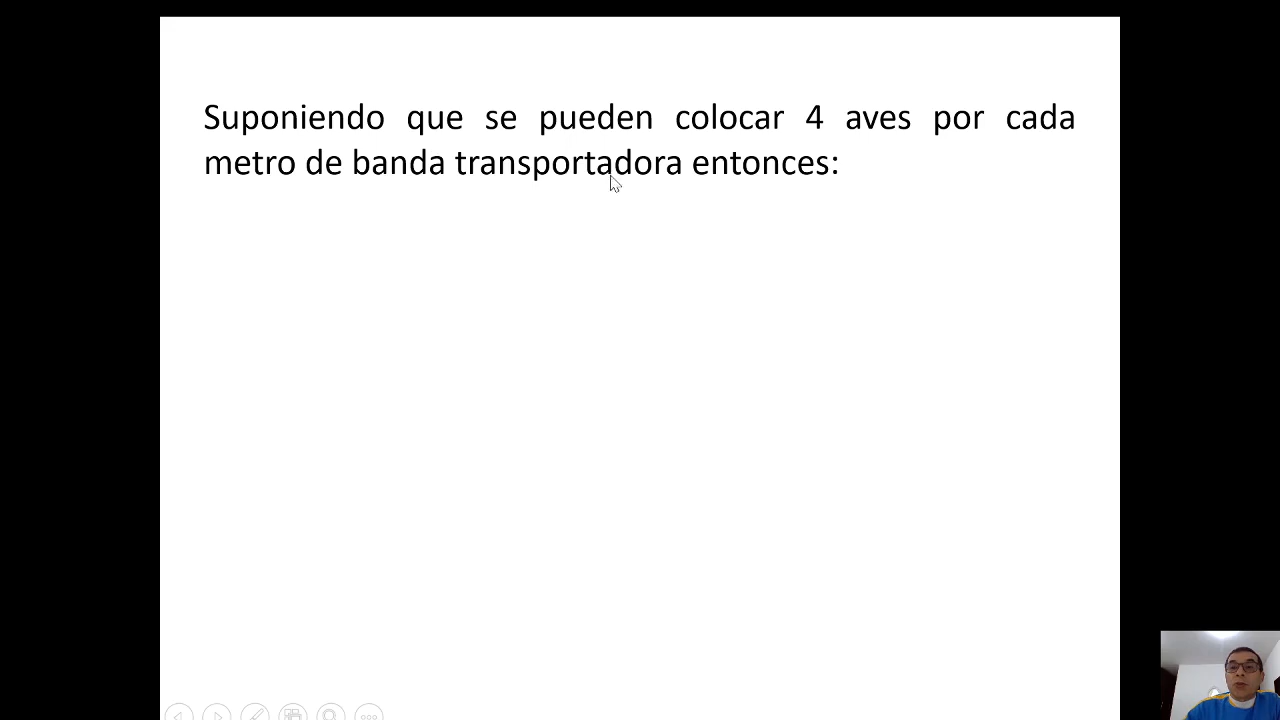 Suponiendo que se pueden colocar 4 aves por cada
metro de banda transportadora entonces: